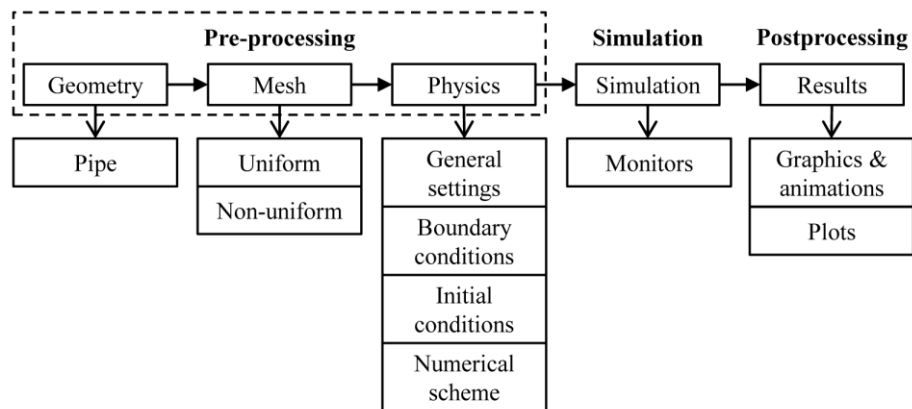 Pre-processing
Simulation
Postprocessing
Geometry
Mesh
Physics
Simulation
Results
Pipe
Uniform
Non-uniform
General
settings
Boundary
conditions
Initial
conditions
Numerical
scheme
Monitors
Graphics &
animations
Plots